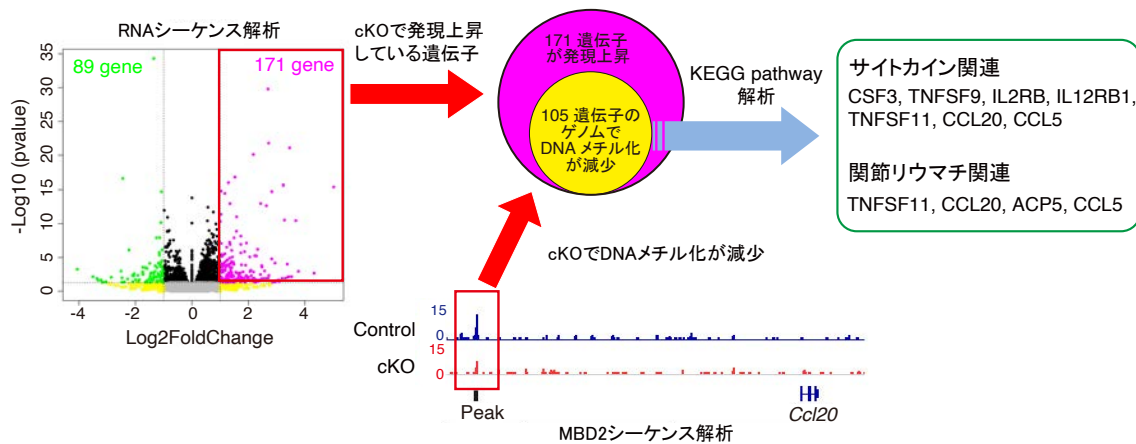 RNAシーケンス解析
89 gene
171 gene
-Log10 (pvalue)
35
30
25
20
15
10
5
0
-4
-2
0
2
4
Log2FoldChange
cKOで発現上昇
している遺伝子
171 遺伝子
が発現上昇
105 遺伝子の
ゲノムで
DNA メチル化
が減少
KEGG pathway
解析
サイトカイン関連
CSF3, TNFSF9, IL2RB, IL12RB1,
TNFSF11, CCL20, CCL5
関節リウマチ関連
TNFSF11, CCL20, ACP5, CCL5
cKOでDNAメチル化が減少
Control
15
0
cKO
15
0
Peak
Ccl20
MBD2シーケンス解析